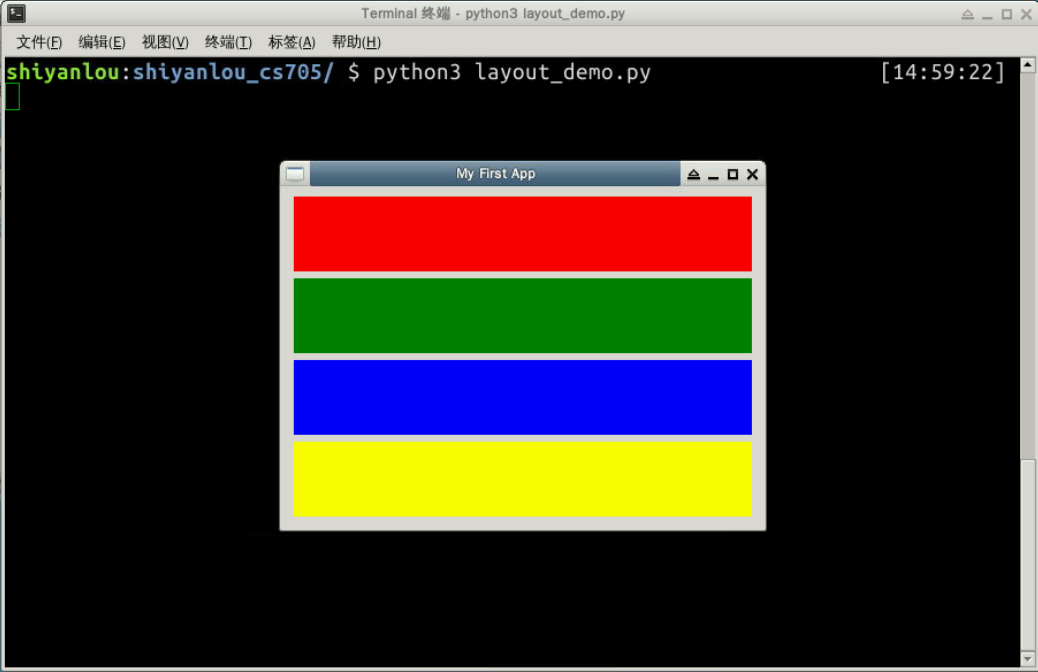 Terminal 终端 - python3 layout_demo.py
文件(F) 编辑(E) 视图(V) 终端(T) 标签(A) 帮助(H)
shiyanlou:shiyanlou_cs705/ $ python3 layout_demo.py [14:59:22]
My First App